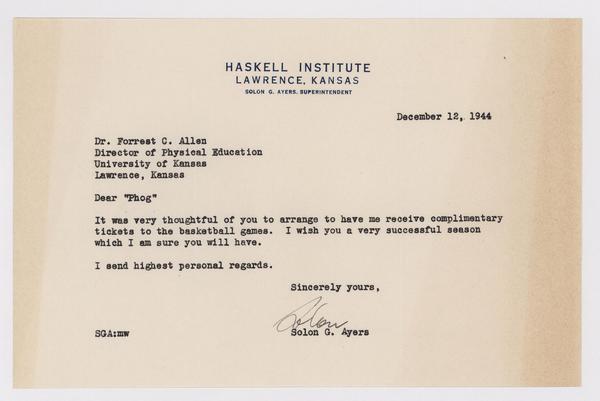 HASKELL INSTITUTE
LAWRENCE, KANSAS
SOLON G. AYERS, SUPERINTENDENT
December 12, 1944
Dr. Forrest C. Allen
Director of Physical Education
University of Kansas
Lawrence, Kansas
Dear "Phog"
It was very thoughtful of you to arrange to have me receive complimentary
tickets to the basketball games. I wish you a very successful season
which I am sure you will have.
I send highest personal regards.
Sincerely yours,
Solon
SGA:mw Solon G. Ayers